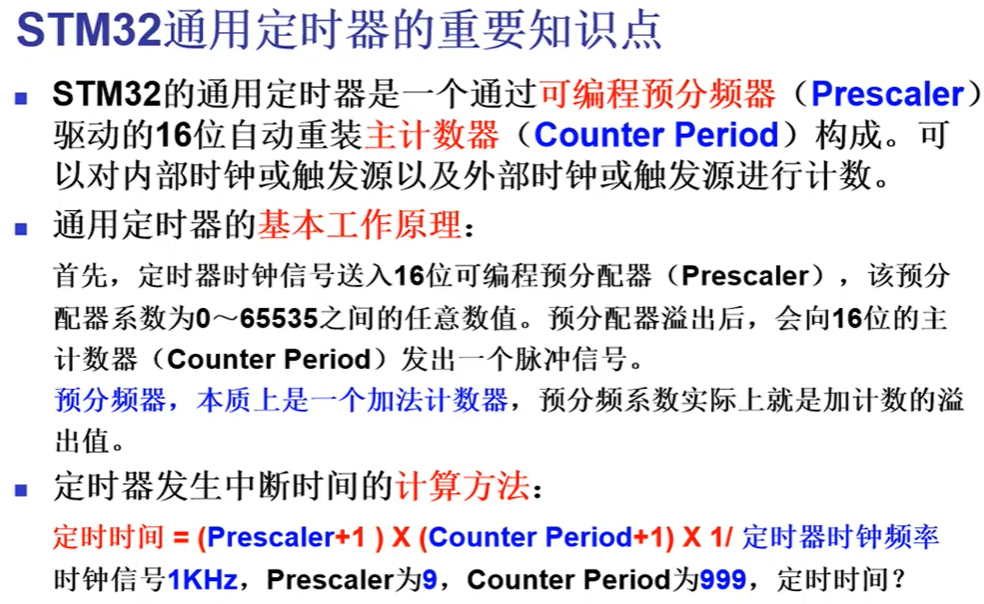 STM32通用定时器的重要知识点
STM32的通用定时器是一个通过可编程预分频器（Prescaler）
驱动的16位自动重装主计数器（Counter Period）构成。可
以对内部时钟或触发源以及外部时钟或触发源进行计数。
通用定时器的基本工作原理：
首先，定时器时钟信号送入16位可编程预分配器（Prescaler），该预分
配器系数为0～65535之间的任意数值。预分配器溢出后，会向16位的主
计数器（Counter Period）发出一个脉冲信号。
预分频器，本质上是一个加法计数器，预分频系数实际上就是加计数的溢
出值。
定时器发生中断时间的计算方法：
定时时间 = (Prescaler+1 ) X (Counter Period+1) X 1/ 定时器时钟频率
时钟信号1KHz，Prescaler为9，Counter Period为999，定时时间？